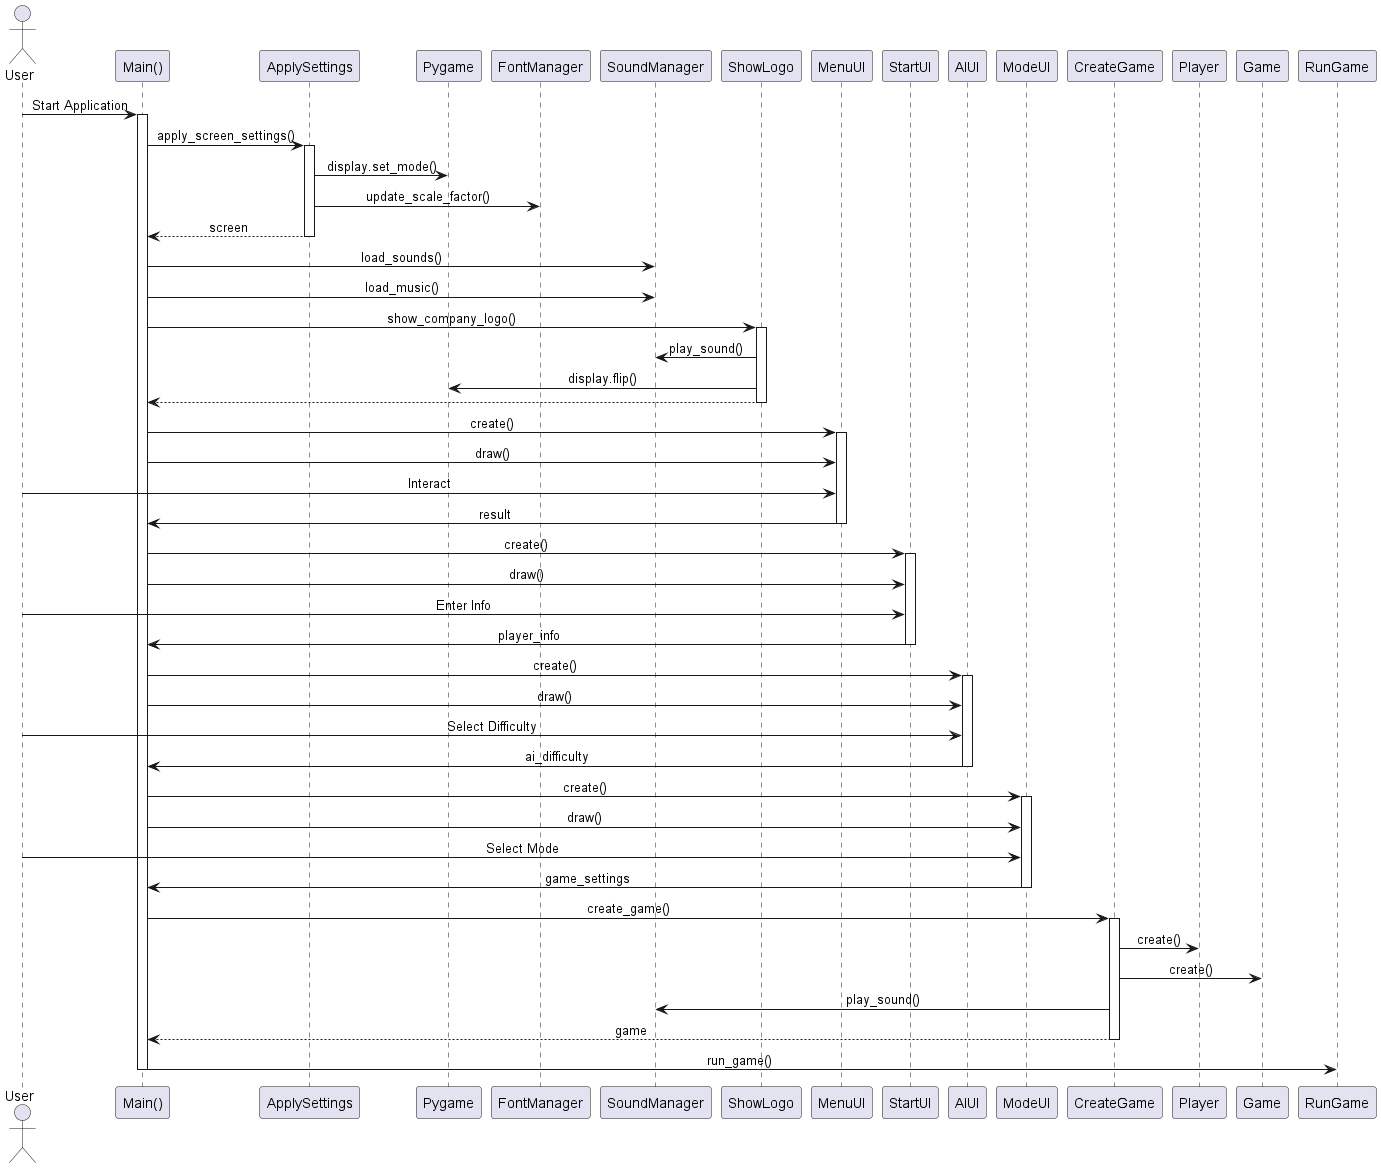 User
Main()
ApplySettings
Pygame
FontManager
SoundManager
ShowLogo
MenuUI
StartUI
AIUI
ModeUI
CreateGame
Player
Game
RunGame
Start Application
apply_screen_settings()
display.set_mode()
update_scale_factor()
screen
load_sounds()
load_music()
show_company_logo()
play_sound()
display.flip()
create()
draw()
Interact
result
create()
draw()
Enter Info
player_info
create()
draw()
Select Difficulty
ai_difficulty
create()
draw()
Select Mode
game_settings
create_game()
create()
create()
play_sound()
game
run_game()
User
Main()
ApplySettings
Pygame
FontManager
SoundManager
ShowLogo
MenuUI
StartUI
AIUI
ModeUI
CreateGame
Player
Game
RunGame